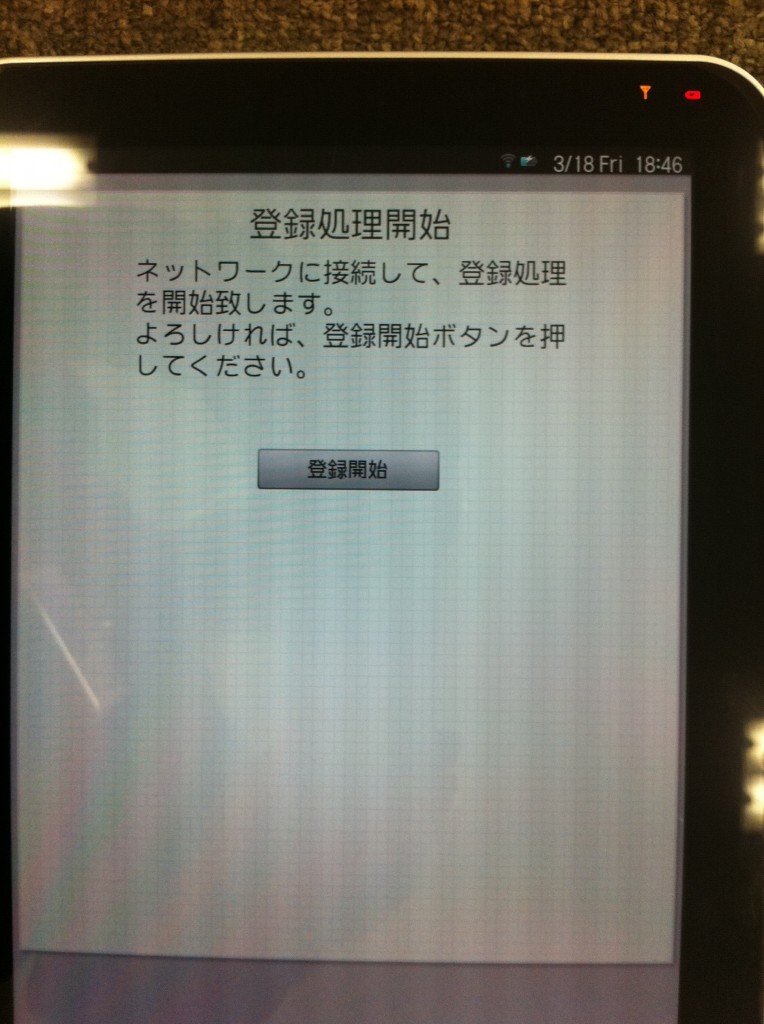 3/18 Fri 18:46
登録処理開始
ネットワークに接続して、登録処理
を開始致します。
よろしければ、登録開始ボタンを押
してください。
登録開始